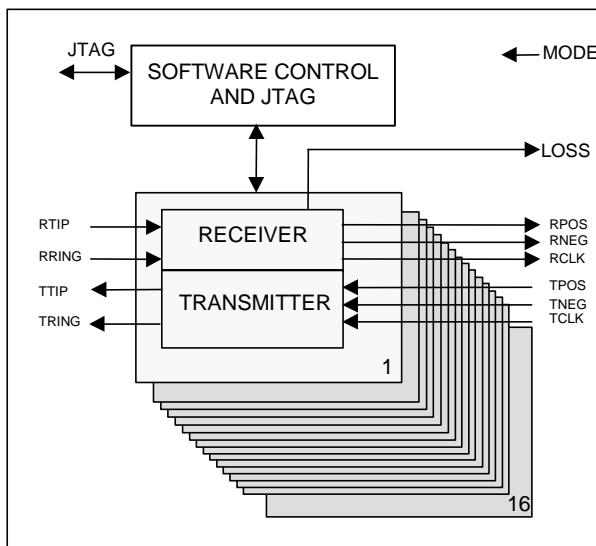 JTAG
MODE
SOFTWARE CONTROL
AND JTAG
LOSS
RTIP
RRING
TTIP
TRING
RECEIVER
TRANSMITTER
RPOS
RNEG
RCLK
TPOS
TNEG
TCLK
1
16